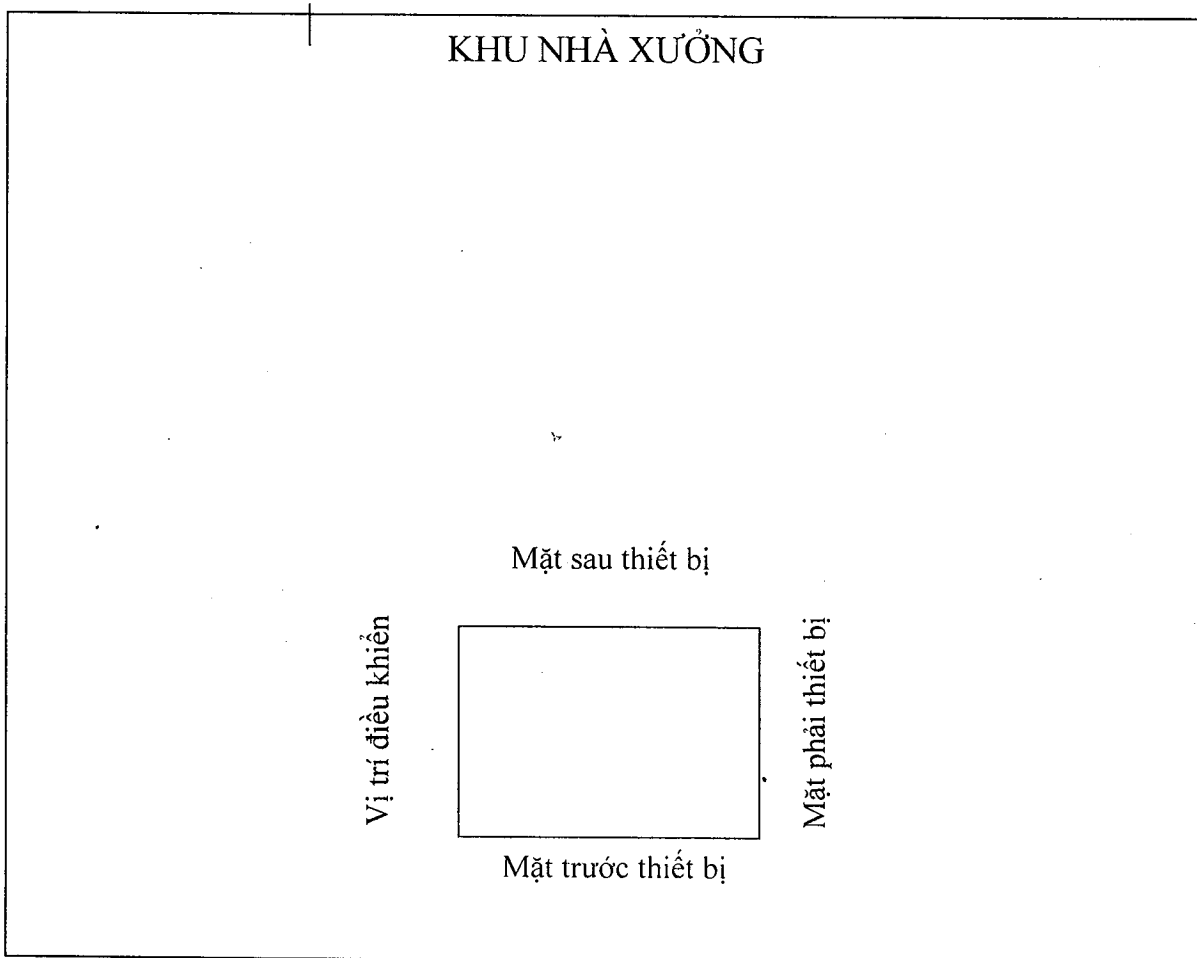 KHU NHÀ XƯỞNG
Mặt sau thiết bị
Vị trí điều khiển
Mặt phải thiết bị
Mặt trước thiết bị